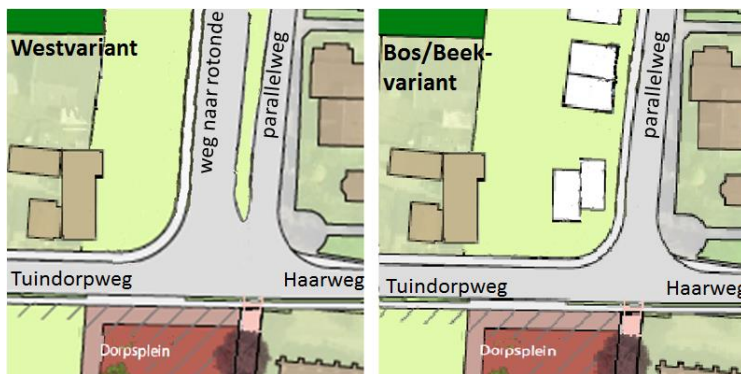 Westvariant
weg naar rotonde
parallelweg
Tuindorpweg
Haarweg
Dorpsplein
Bos/Beek-
variant
parallelweg
Tuindorpweg
Haarweg
Dorpsplein